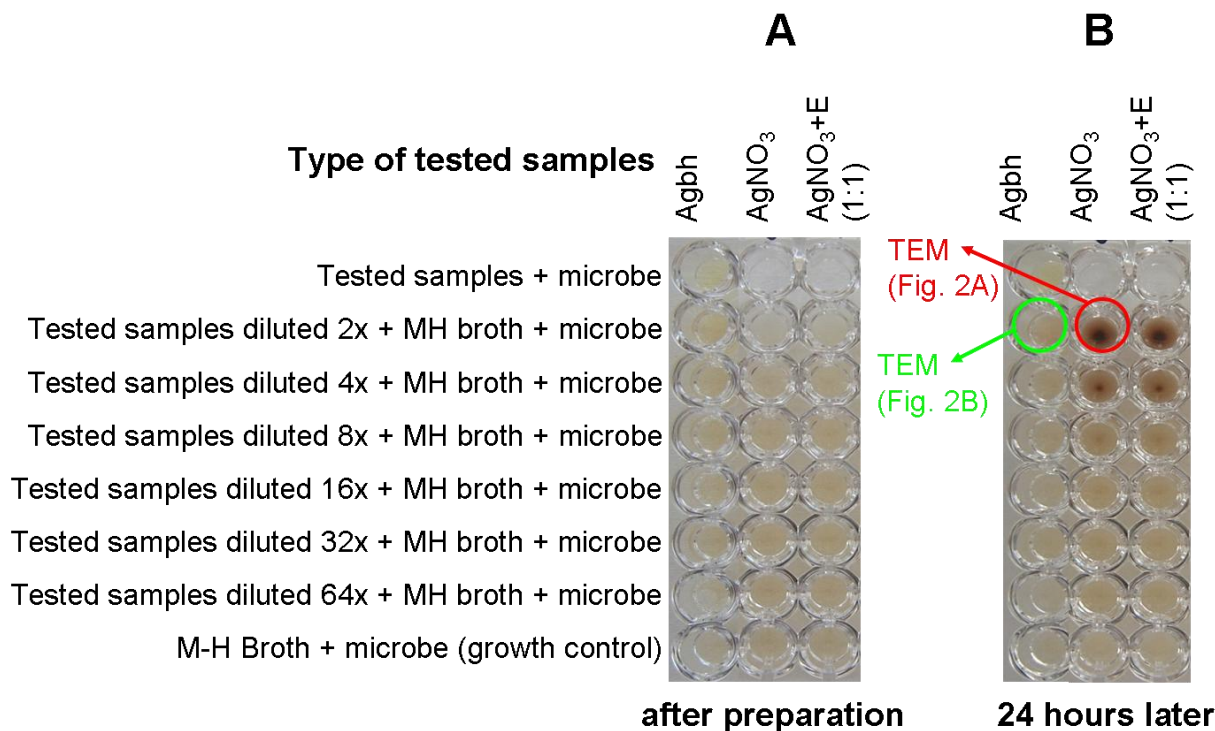 A
B
Type of tested samples
Agbh
AgNO₃
AgNO₃+E
(1:1)
Agbh
AgNO₃
AgNO₃+E
(1:1)
Tested samples + microbe
TEM
(Fig. 2A)
Tested samples diluted 2x + MH broth + microbe
Tested samples diluted 4x + MH broth + microbe
TEM
(Fig. 2B)
Tested samples diluted 8x + MH broth + microbe
Tested samples diluted 16x + MH broth + microbe
Tested samples diluted 32x + MH broth + microbe
Tested samples diluted 64x + MH broth + microbe
M-H Broth + microbe (growth control)
after preparation
24 hours later